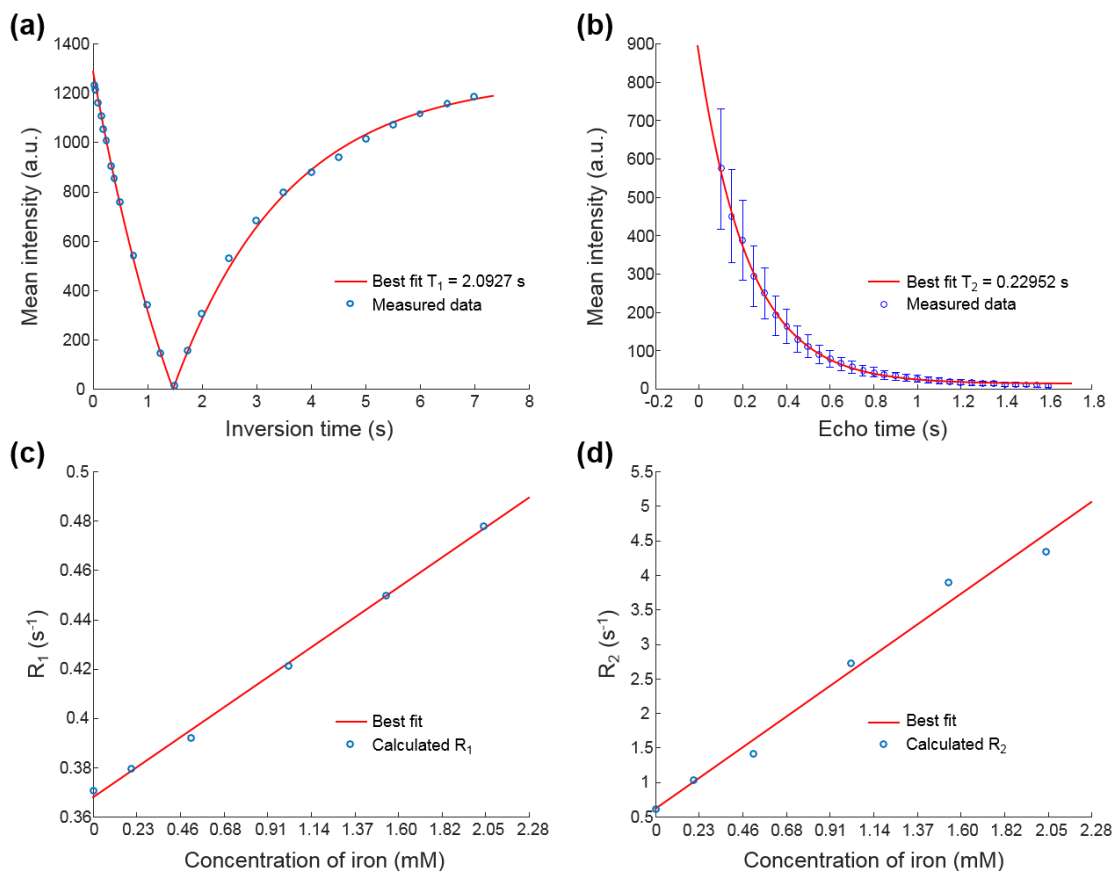 (a)
1400
1200
1000
800
600
400
200
0
Mean intensity (a.u.)
Best fit T₁ = 2.0927 s
Measured data
0 1 2 3 4 5 6 7 8
Inversion time (s)
(b)
900
800
700
600
500
400
300
200
100
0
Mean intensity (a.u.)
Best fit T₂ = 0.22952 s
Measured data
-0.2 0 0.2 0.4 0.6 0.8 1 1.2 1.4 1.6 1.8
Echo time (s)
(c)
0.5
0.48
0.46
0.44
0.42
0.4
0.38
0.36
R₁ (s⁻¹)
Best fit
Calculated R₁
0 0.23 0.46 0.68 0.91 1.14 1.37 1.60 1.82 2.05 2.28
Concentration of iron (mM)
(d)
5.5
5
4.5
4
3.5
3
2.5
2
1.5
1
0.5
R₂ (s⁻¹)
Best fit
Calculated R₂
0 0.23 0.46 0.68 0.91 1.14 1.37 1.60 1.82 2.05 2.28
Concentration of iron (mM)